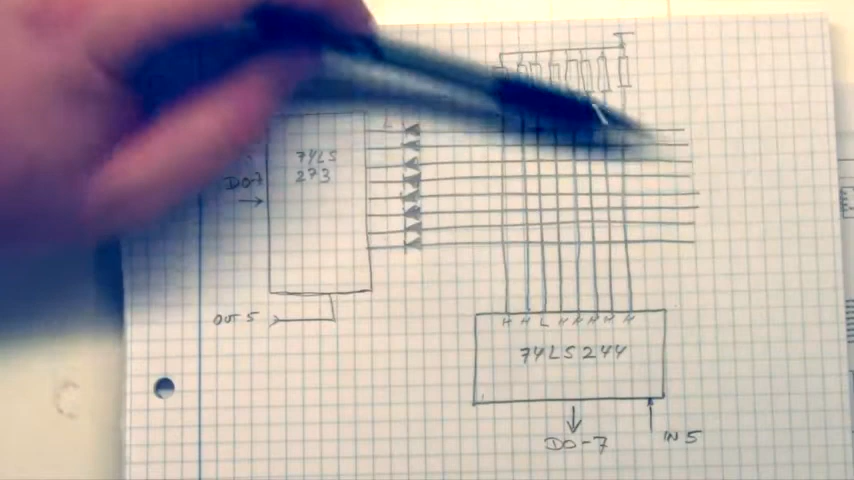 L
74LS
273
D0-7
OUT 5
H H L H H H H H
74LS244
D0-7
IN 5